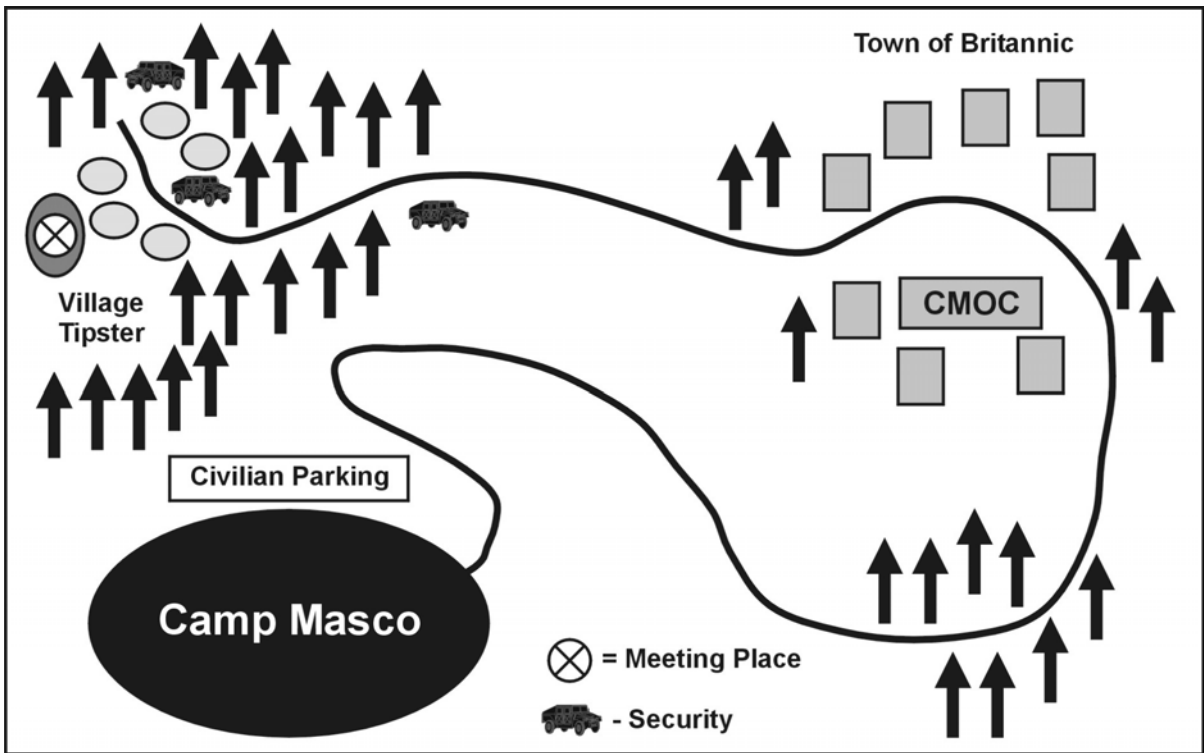 Town of Britannic
CMOC
Village
Tipster
Civilian Parking
Camp Masco
= Meeting Place
- Security